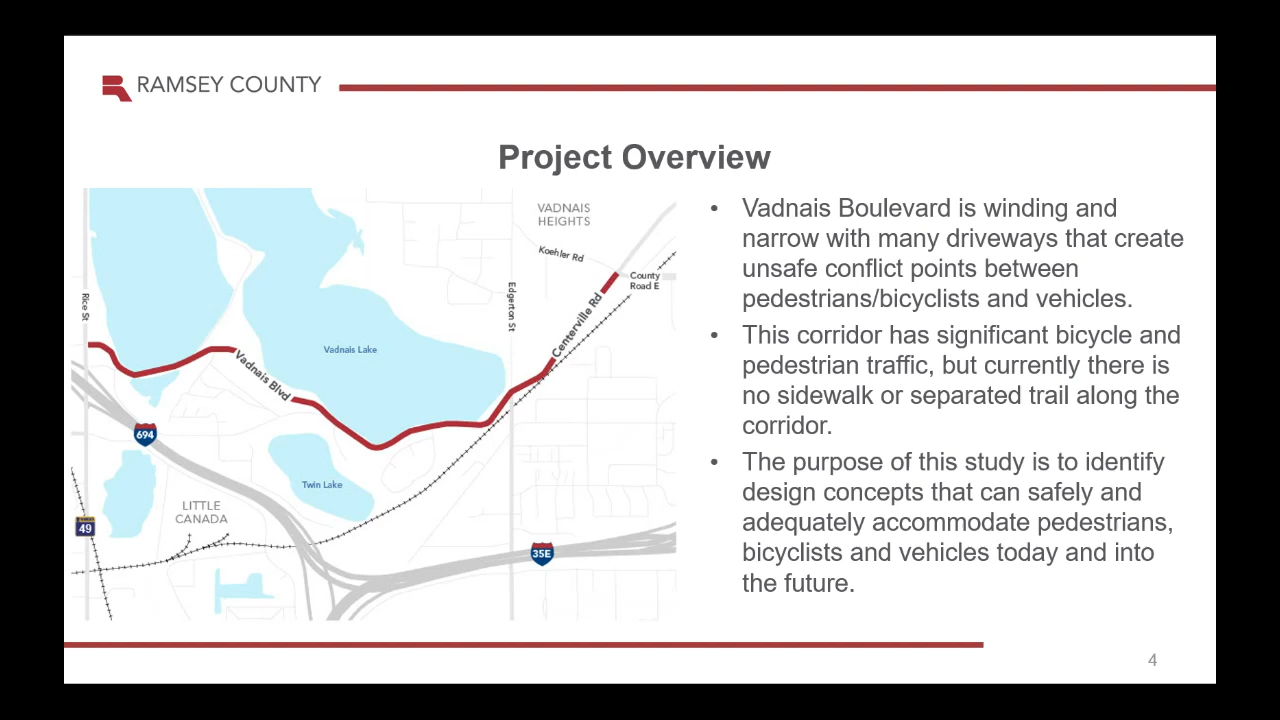 RAMSEY COUNTY
Project Overview
VADNAIS
HEIGHTS
Koehler Rd
County
Road E
Rice St
Edgerton St
Centerville Rd
Vadnais Lake
Vadnais Blvd
694
Twin Lake
LITTLE
CANADA
49
35E
• Vadnais Boulevard is winding and
narrow with many driveways that create
unsafe conflict points between
pedestrians/bicyclists and vehicles.
• This corridor has significant bicycle and
pedestrian traffic, but currently there is
no sidewalk or separated trail along the
corridor.
• The purpose of this study is to identify
design concepts that can safely and
adequately accommodate pedestrians,
bicyclists and vehicles today and into
the future.
4